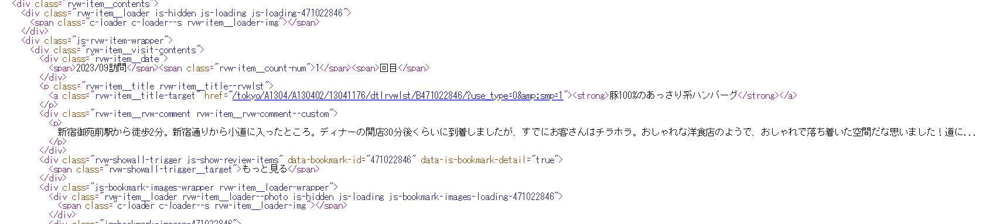 <div class="rvw-item__contents">
<div class="rvw-item__loader is-hidden js-loading js-loading-471022846">
<span class="c-loader c-loader--s rvw-item__loader-img"></span>
</div>
<div class="js-rvw-item-wrapper">
<div class="rvw-item__visit-contents">
<div class="rvw-item__date">
<span>2023/09訪問</span><span class="rvw-item__count-num">1</span><span>回目</span>
</div>
<p class="rvw-item__title rvw-item__title--rvwlst">
<a class="rvw-item__title-target" href="/tokyo/A1304/A130402/13041176/dtlrvwlst/B471022846/?use_type=0&amp;smp=1"><strong>豚100%のあっさり系ハンバーグ</strong></a>
</p>
<div class="rvw-item__rvw-comment rvw-item__rvw-comment--custom">
<p>
新宿御苑前駅から徒歩2分。新宿通りから小道に入ったところ。ディナーの開店30分後くらいに到着しましたが、すでにお客さんはチラホラ。おしゃれな洋食店のようで、おしゃれで落ち着いた空間だな思いました！道に...
</p>
</div>
<div class="rvw-showall-trigger js-show-review-items" data-bookmark-id="471022846" data-is-bookmark-detail="true">
<span class="rvw-showall-trigger__target">もっと見る</span>
</div>
<div class="js-bookmark-images-wrapper rvw-item__loader-wrapper">
<div class="rvw-item__loader rvw-item__loader--photo is-hidden js-loading js-bookmark-images-loading-471022846">
<span class="c-loader c-loader--s rvw-item__loader-img"></span>
</div>
<div class="js-bookmark-images-471022846">